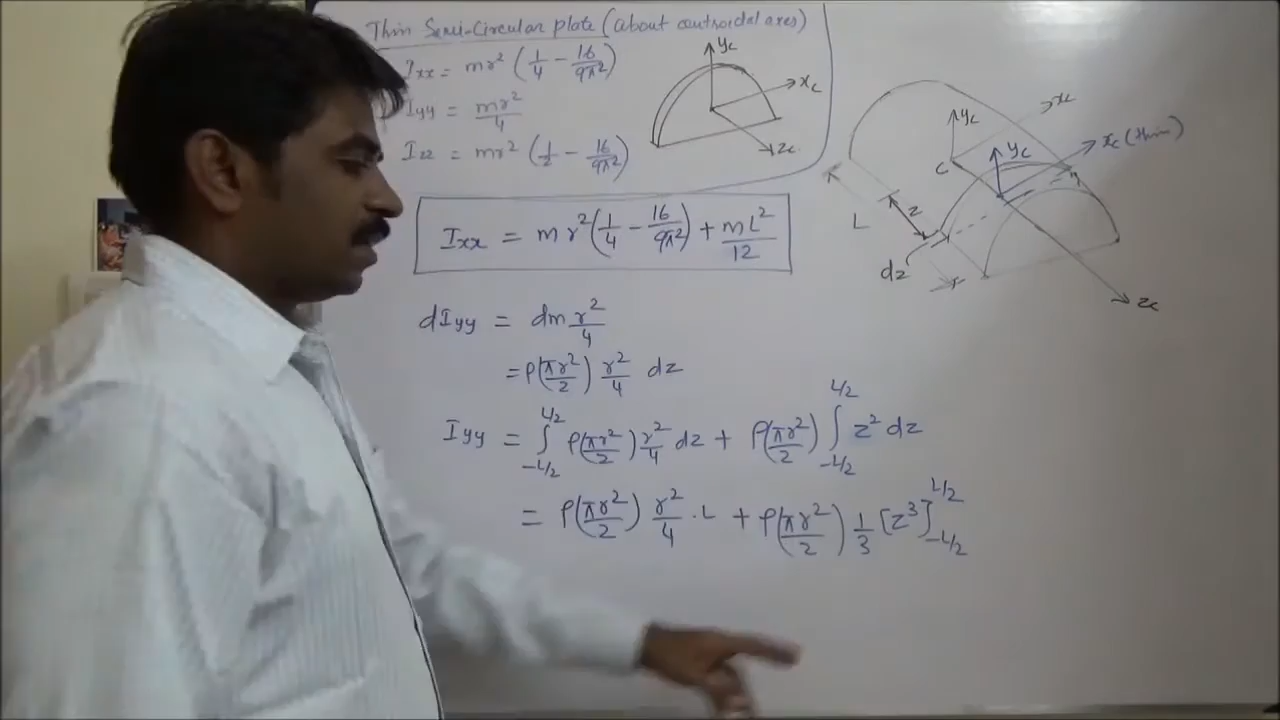 Thin Semi-Circular plate (about centroidal axes)
Ixx = mr² (1/4 - 16/9π²)
Iyy = mr²/4
Izz = mr² (1/2 - 16/9π²)
yc
xc
zc
Ixx = mr² (1/4 - 16/9π²) + mL²/12
dIyy = dm r²/4
= ρ(πr²/2) r²/4 dz
Iyy = ∫_{-L/2}^{L/2} ρ(πr²/2) r²/4 dz + ρ(πr²/2) ∫_{-L/2}^{L/2} z² dz
= ρ(πr²/2) r²/4 . L + ρ(πr²/2) 1/3 [z³]_{-L/2}^{L/2}
yc
xc
C
yc
xc (thin)
L
z
dz
zc